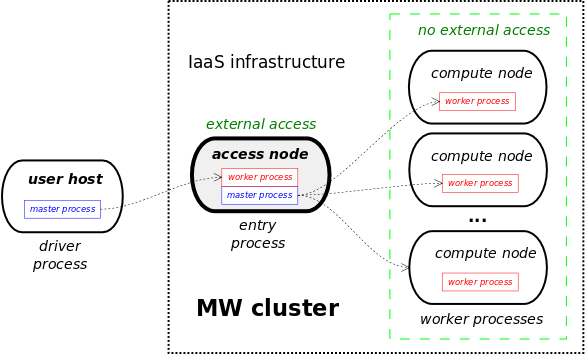 no external access
IaaS infrastructure
compute node
worker process
external access
access node
worker process
master process
entry
process
user host
master process
driver
process
compute node
worker process
...
compute node
worker process
worker processes
MW cluster